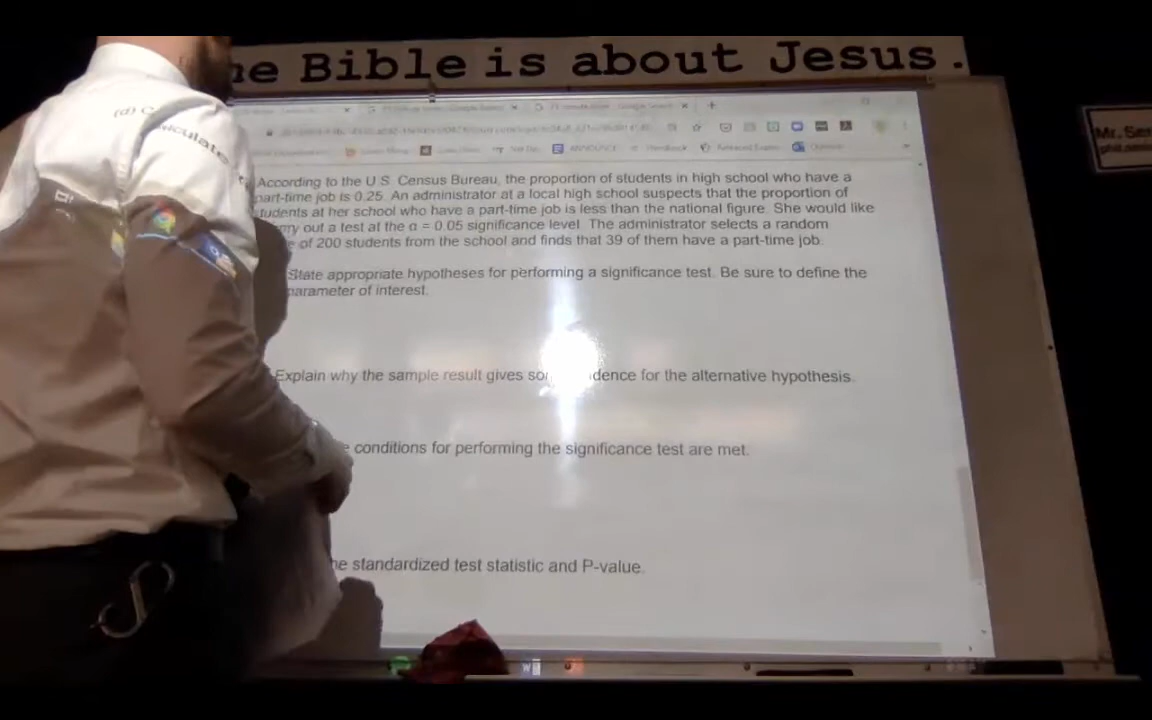 he Bible is about Jesus.
Mr. Ser
(d) C
alculate
According to the U.S. Census Bureau, the proportion of students in high school who have a
part-time job is 0.25. An administrator at a local high school suspects that the proportion of
tudents at her school who have a part-time job is less than the national figure. She would like
rry out a test at the α = 0.05 significance level. The administrator selects a random
e of 200 students from the school and finds that 39 of them have a part-time job.
State appropriate hypotheses for performing a significance test. Be sure to define the
parameter of interest.
Explain why the sample result gives so dence for the alternative hypothesis.
e conditions for performing the significance test are met.
he standardized test statistic and P-value.